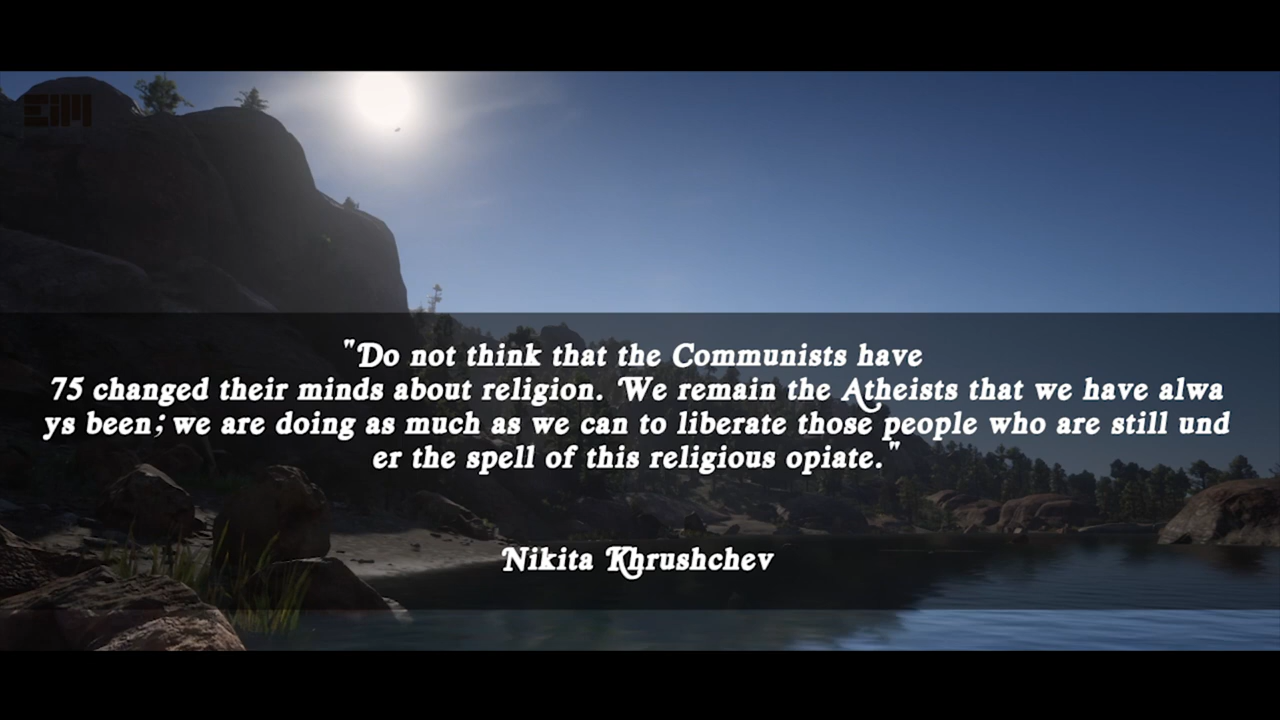 EIM
"Do not think that the Communists have
75 changed their minds about religion. We remain the Atheists that we have alwa
ys been; we are doing as much as we can to liberate those people who are still und
er the spell of this religious opiate."
Nikita Khrushchev